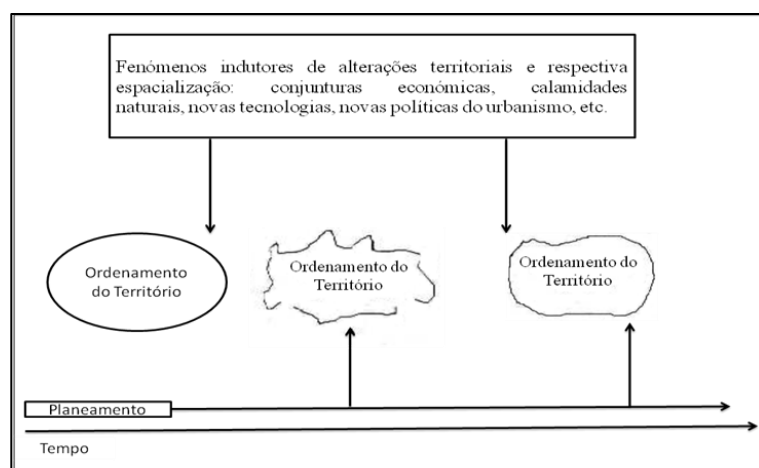 Fenómenos indutores de alterações territoriais e respectiva
espacialização: conjunturas económicas, calamidades
naturais, novas tecnologias, novas políticas do urbanismo, etc.
Ordenamento
do Território
Ordenamento do
Território
Ordenamento do
Território
Planeamento
Tempo